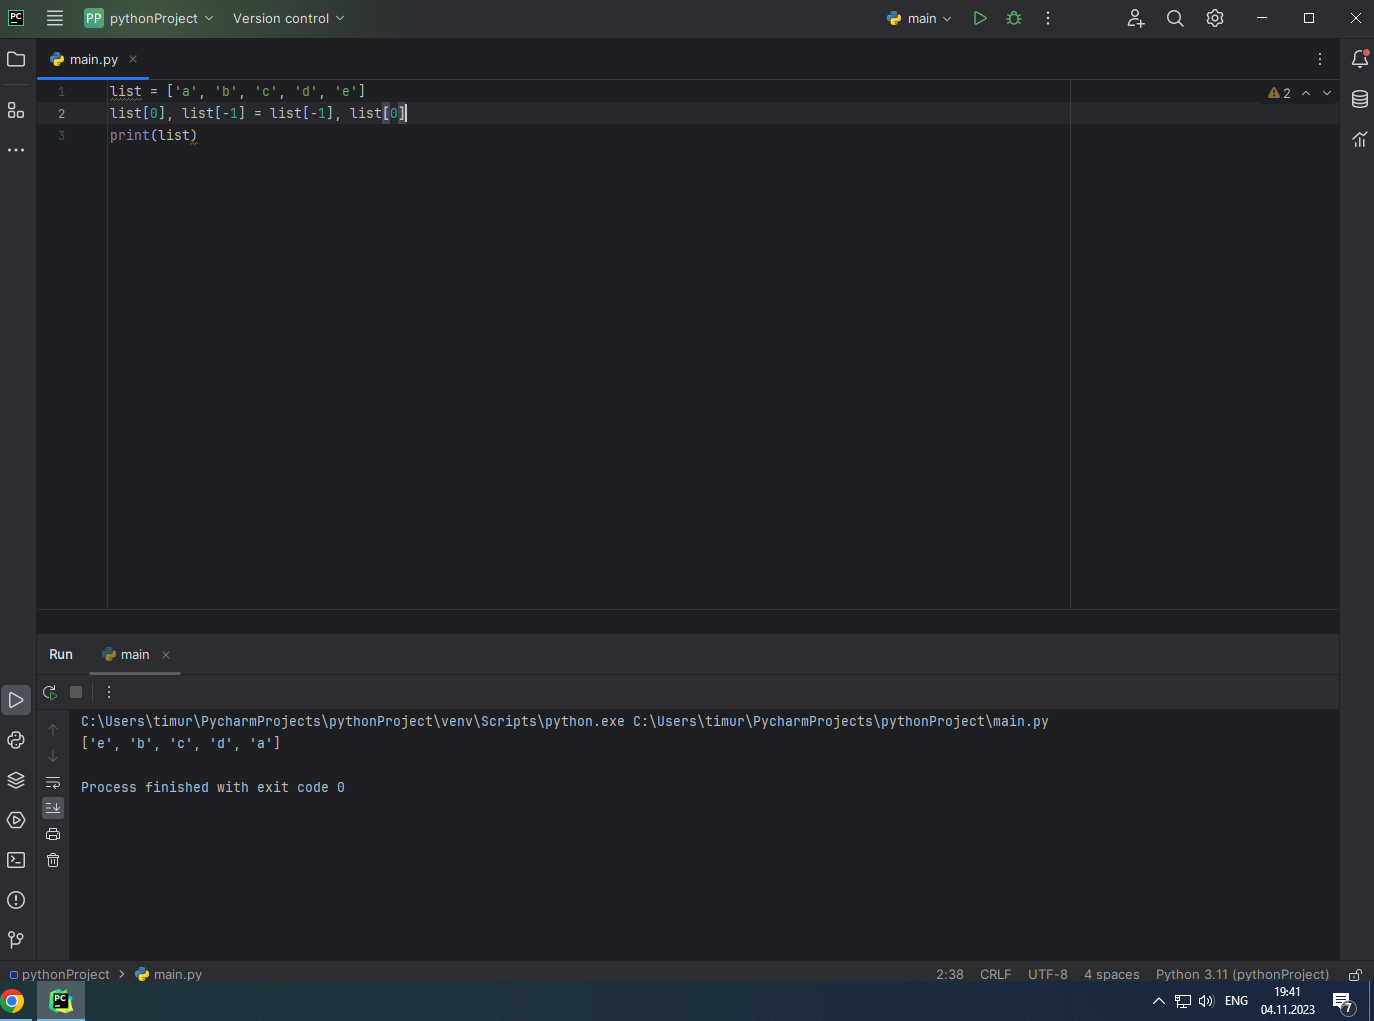 PC
PP pythonProject Version control main
main.py
1 list = ['a', 'b', 'c', 'd', 'e']
2
2 list[0], list[-1] = list[-1], list[0]
3 print(list)
Run main
C:\Users\timur\PycharmProjects\pythonProject\venv\Scripts\python.exe C:\Users\timur\PycharmProjects\pythonProject\main.py
['e', 'b', 'c', 'd', 'a']
Process finished with exit code 0
pythonProject > main.py 2:38 CRLF UTF-8 4 spaces Python 3.11 (pythonProject)
PC ENG 19:41
04.11.2023 7